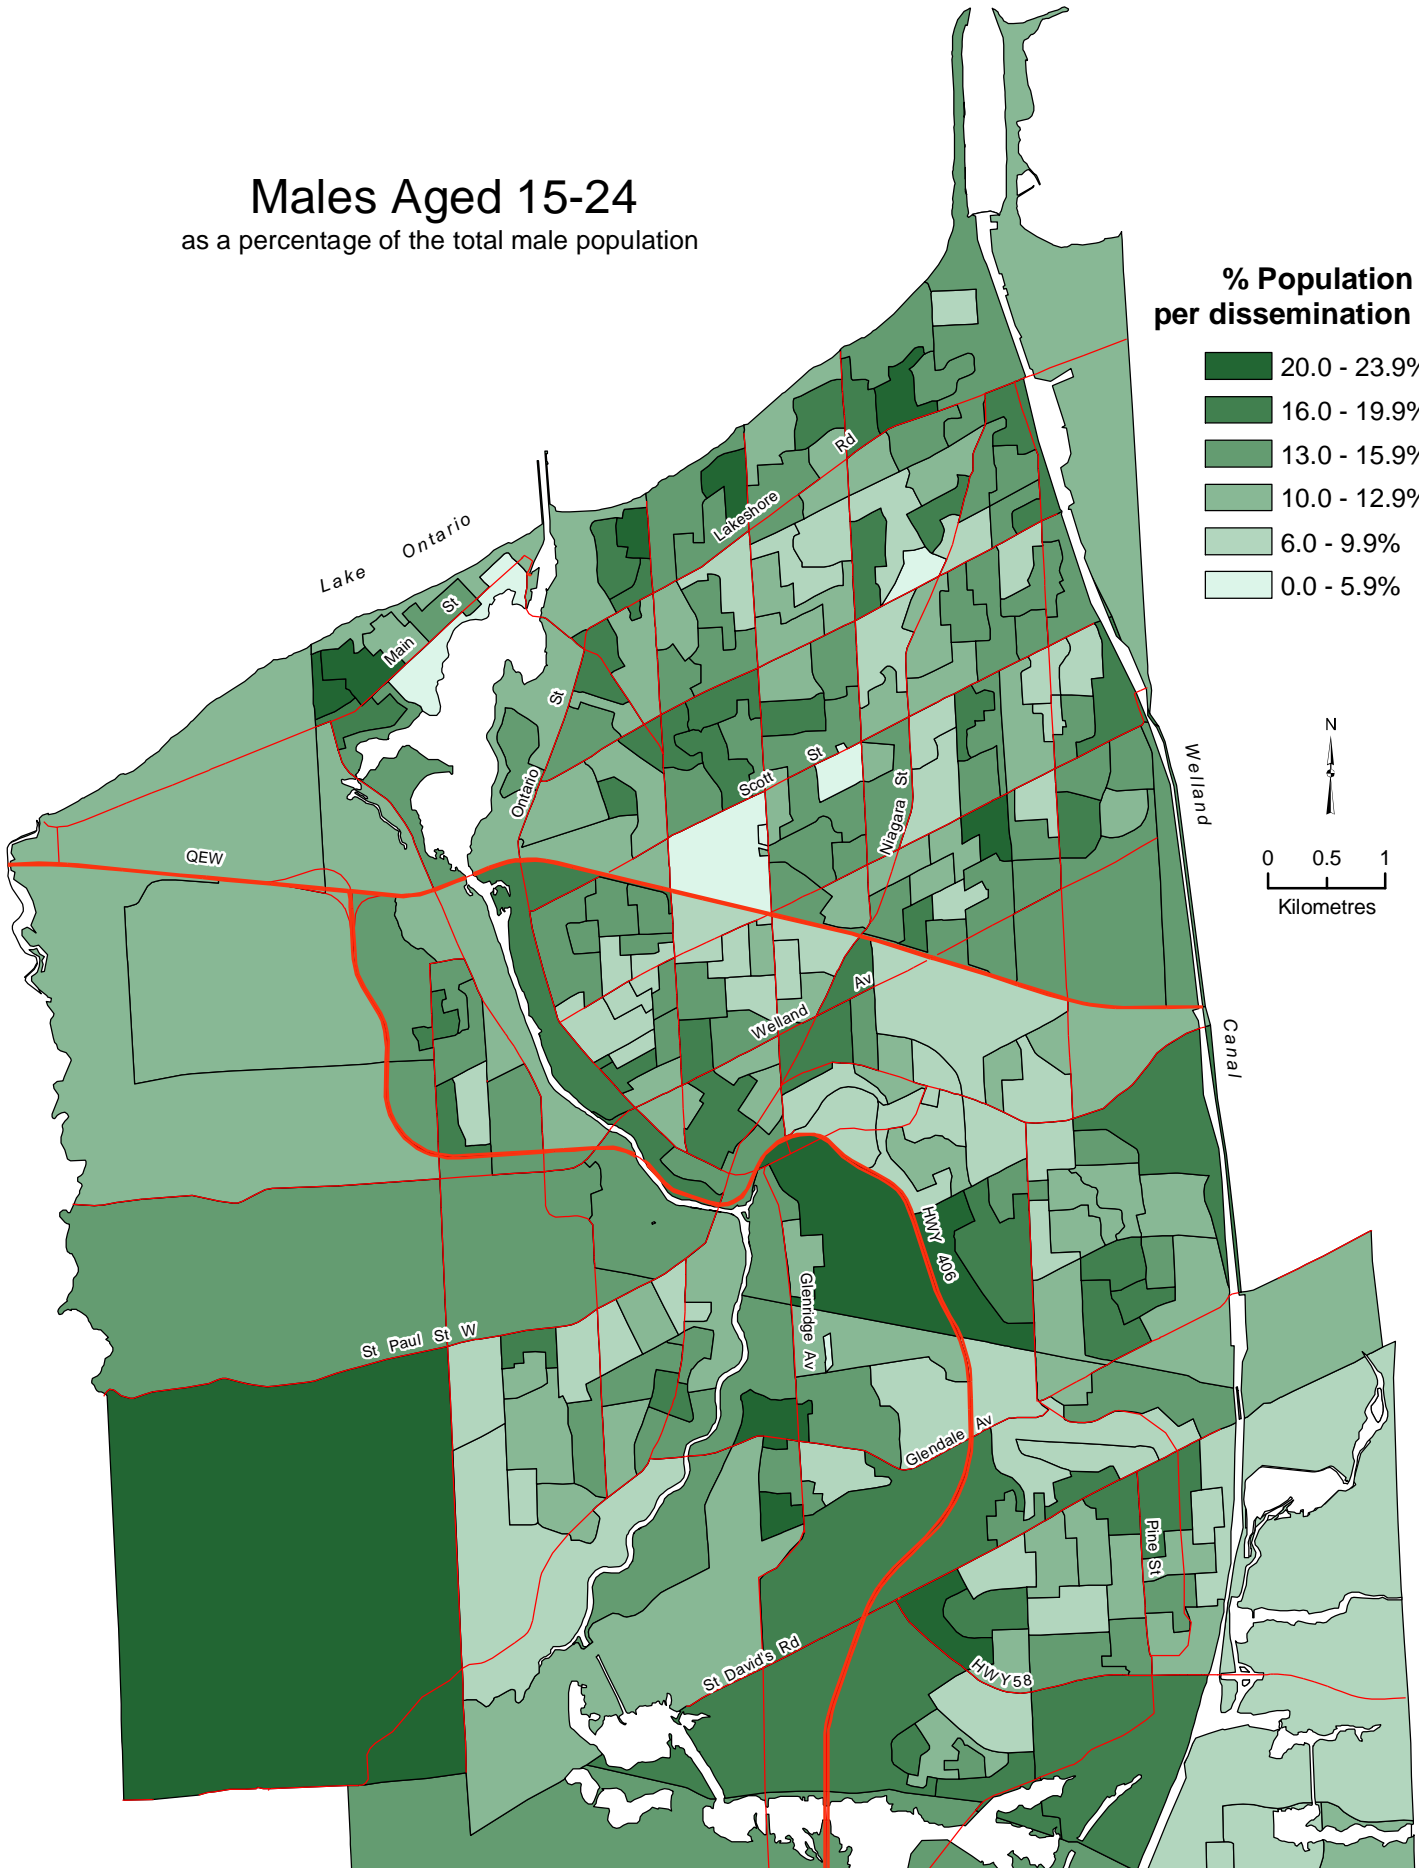 Males Aged 15-24
as a percentage of the total male population
% Population
per dissemination
20.0 - 23.9%
16.0 - 19.9%
13.0 - 15.9%
10.0 - 12.9%
6.0 - 9.9%
0.0 - 5.9%
Lake Ontario
Rd
Lakeshore
Main St
St
Ontario
Scott St
Niagara St
Welland
Canal
N
0 0.5 1
Kilometres
QEW
Welland Av
HWY 406
Glenridge Av
St Paul St W
Glendale Av
Pine St
St David's Rd
HWY58